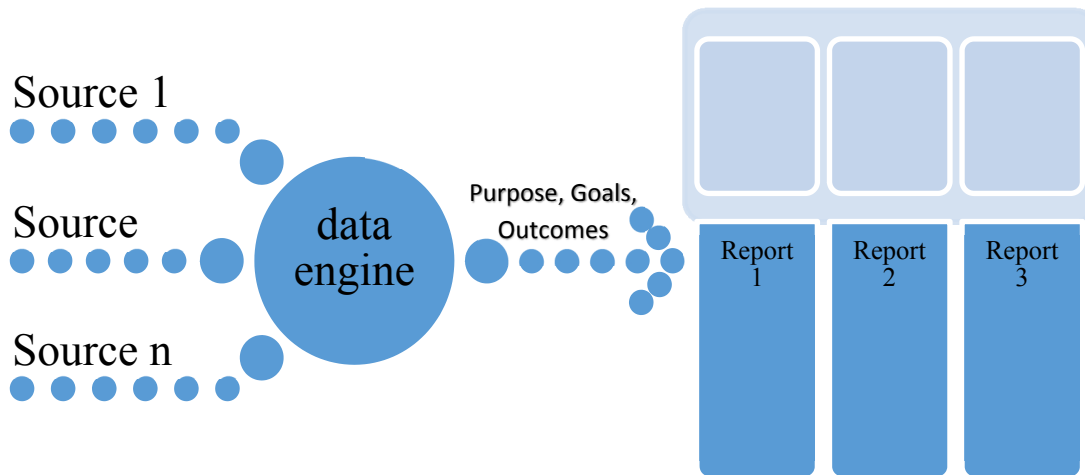 Source 1
Source
Source n
data
engine
Purpose, Goals,
Outcomes
Report
1
Report
2
Report
3